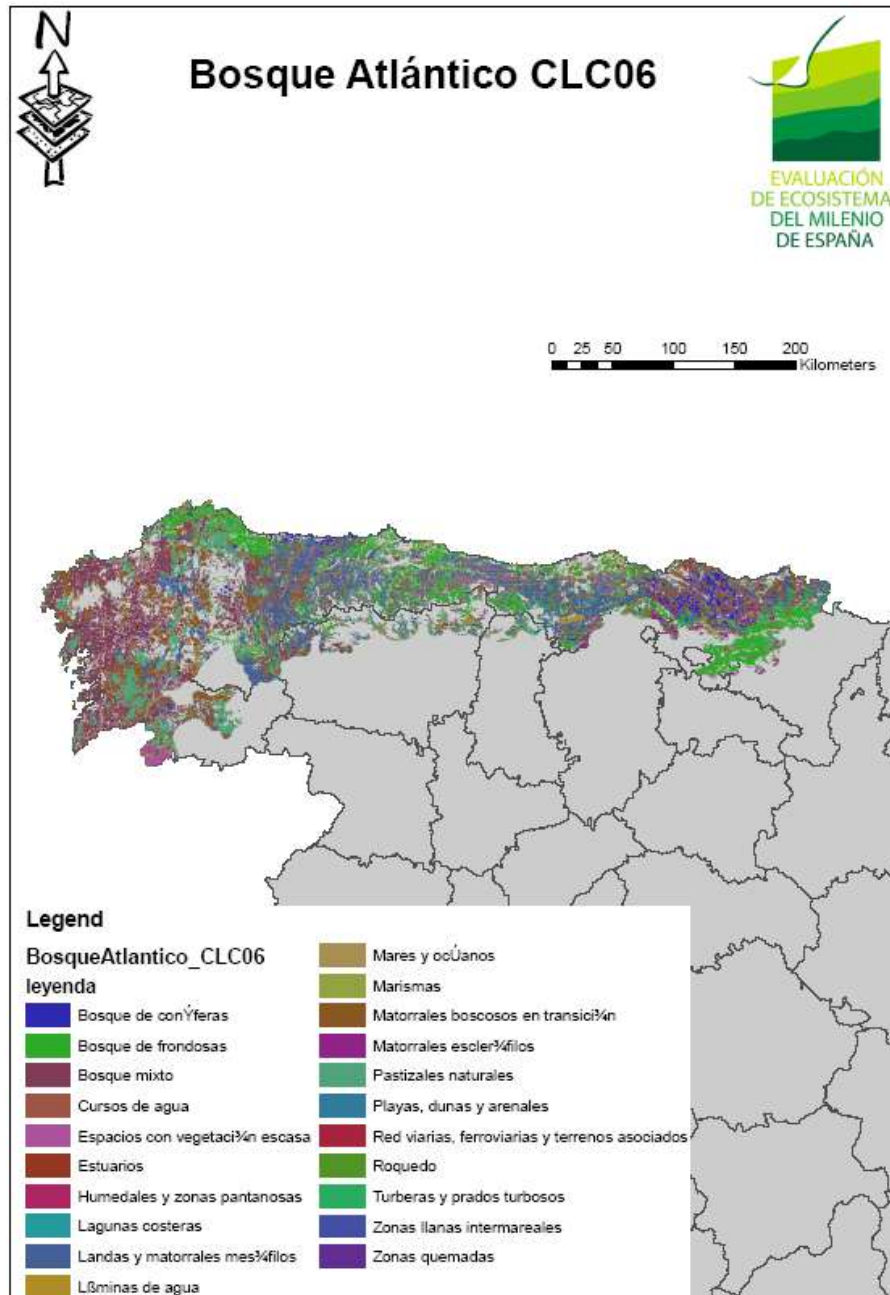 N
Bosque Atlántico CLC06
EVALUACIÓN
DE ECOSISTEMA
DEL MILENIO
DE ESPAÑA
0 25 50 100 150 200
Kilometers
Legend
BosqueAtlantico_CLC06
leyenda
Bosque de conÝferas
Bosque de frondosas
Bosque mixto
Cursos de agua
Espacios con vegetaci¾n escasa
Estuarios
Humedales y zonas pantanosas
Lagunas costeras
Landas y matorrales mes¾filos
Lßminas de agua
Mares y ocÚanos
Marismas
Matorrales boscosos en transici¾n
Matorrales escler¾filos
Pastizales naturales
Playas, dunas y arenales
Red viarias, ferroviarias y terrenos asociados
Roquedo
Turberas y prados turbosos
Zonas llanas intermareales
Zonas quemadas